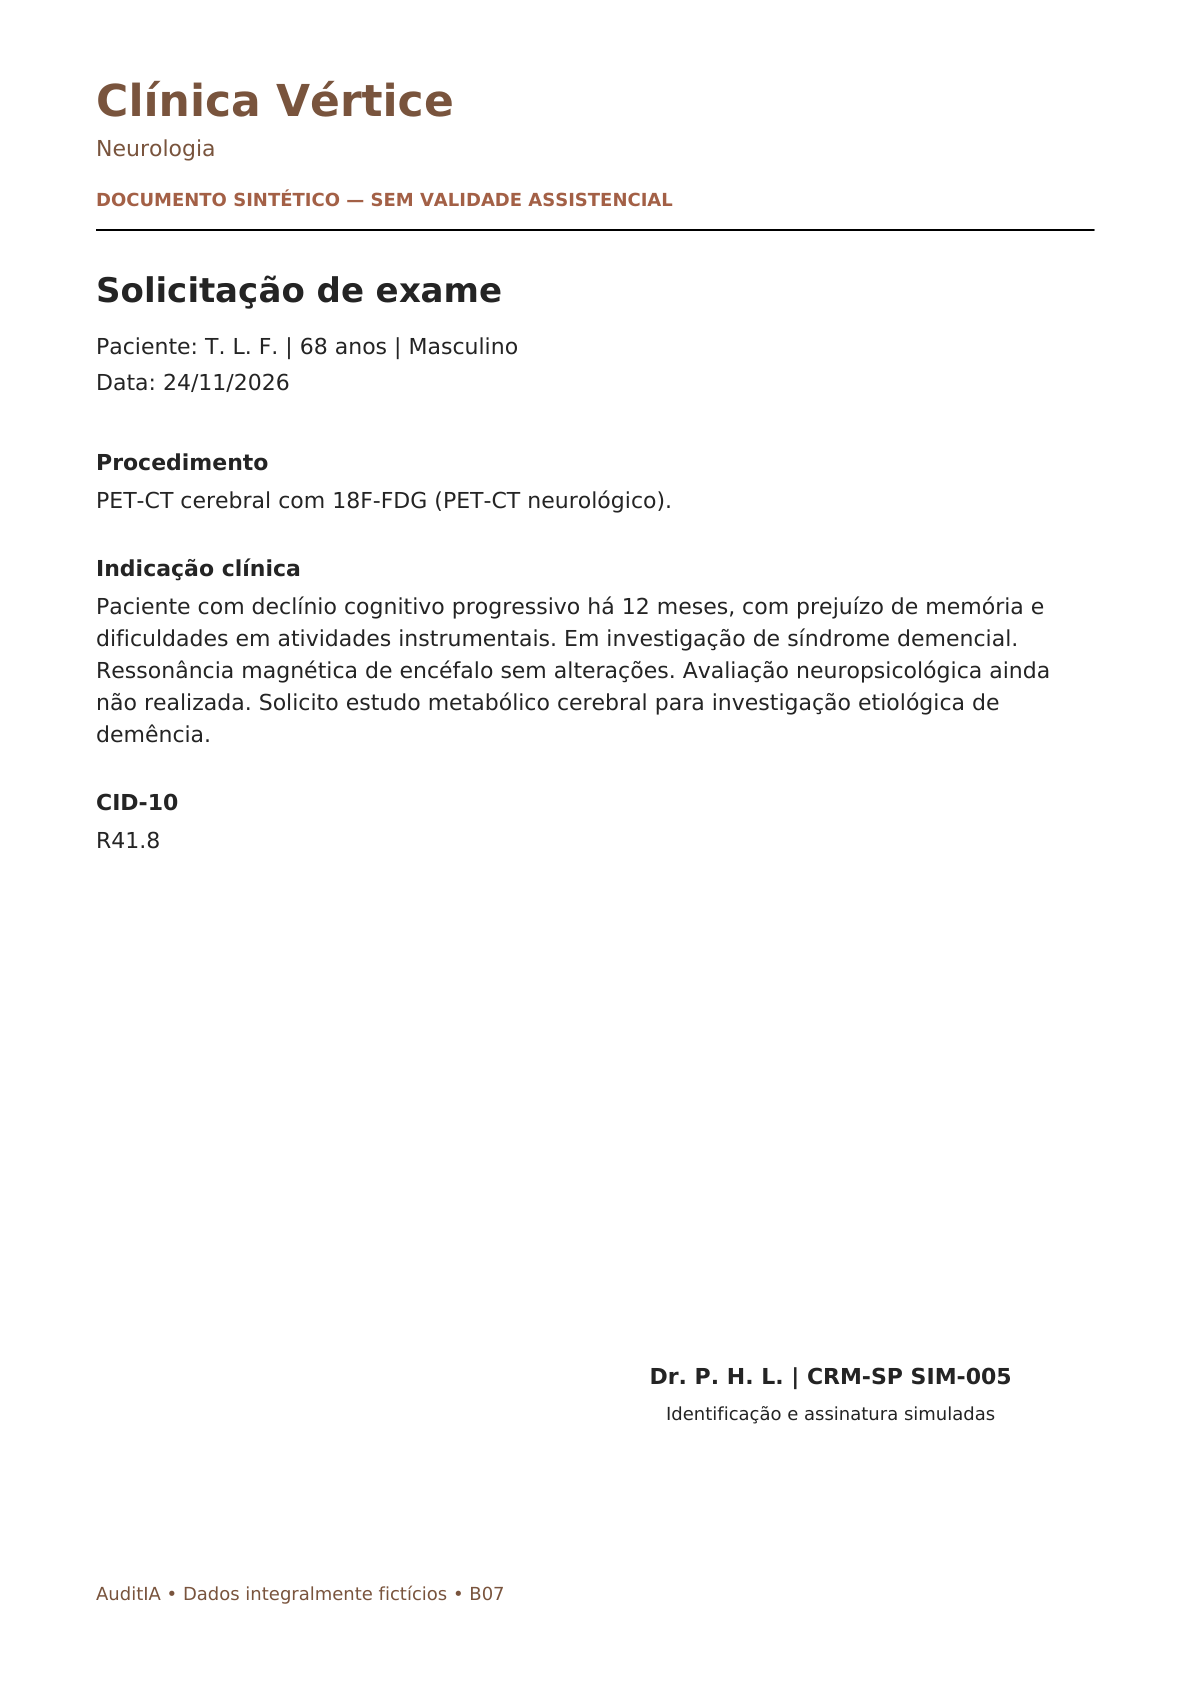 Clínica Vértice
Neurologia
DOCUMENTO SINTÉTICO — SEM VALIDADE ASSISTENCIAL
Solicitação de exame
Paciente: T. L. F. | 68 anos | Masculino
Data: 24/11/2026
Procedimento
PET-CT cerebral com 18F-FDG (PET-CT neurológico).
Indicação clínica
Paciente com declínio cognitivo progressivo há 12 meses, com prejuízo de memória e
dificuldades em atividades instrumentais. Em investigação de síndrome demencial.
Ressonância magnética de encéfalo sem alterações. Avaliação neuropsicológica ainda
não realizada. Solicito estudo metabólico cerebral para investigação etiológica de
demência.
CID-10
R41.8
Dr. P. H. L. | CRM-SP SIM-005
Identificação e assinatura simuladas
AuditIA • Dados integralmente fictícios • B07